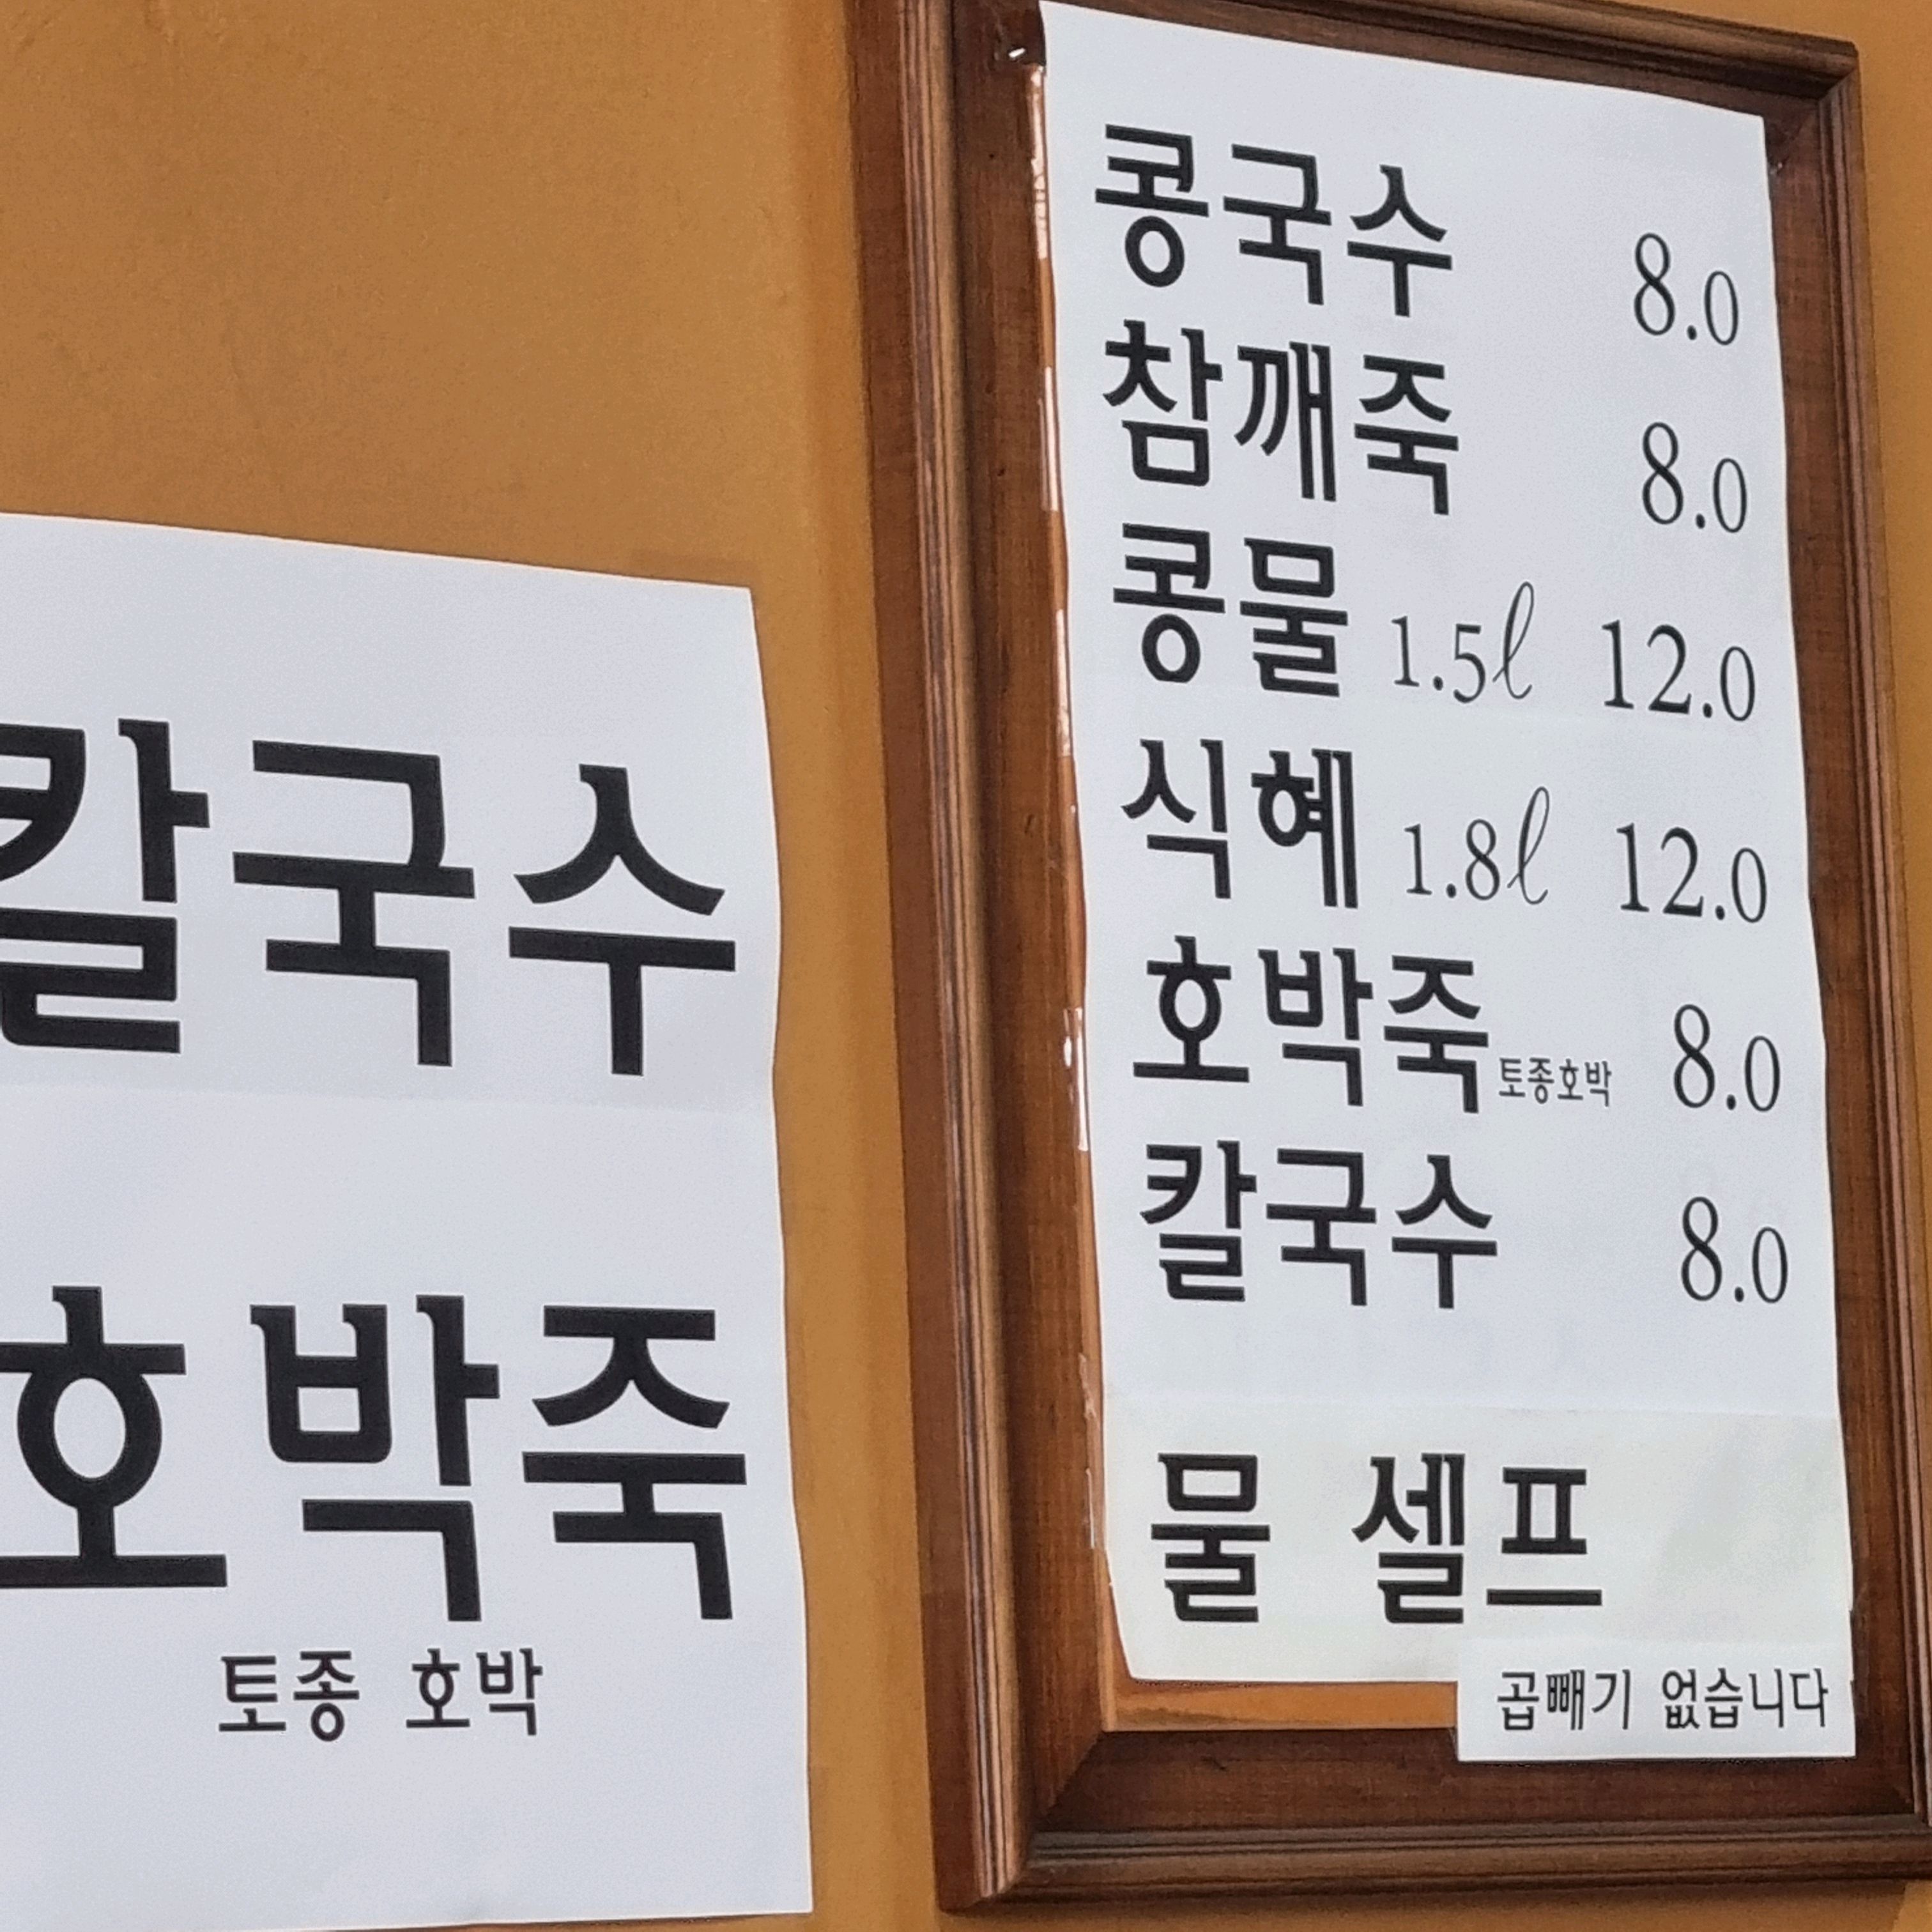 칼국수
호박죽
토종 호박
콩국수 8.0
참깨죽 8.0
콩물 1.5ℓ 12.0
식혜 1.8ℓ 12.0
호박죽 토종호박 8.0
칼국수 8.0
물 셀프
곱빼기 없습니다